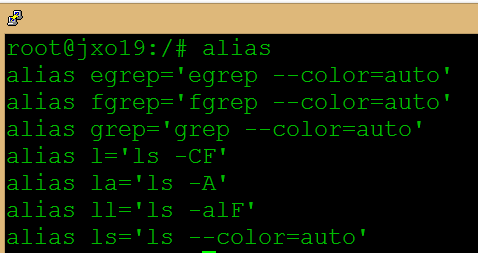 root@jxo19:/# alias
alias egrep='egrep --color=auto'
alias fgrep='fgrep --color=auto'
alias grep='grep --color=auto'
alias l='ls -CF'
alias la='ls -A'
alias ll='ls -alF'
alias ls='ls --color=auto'